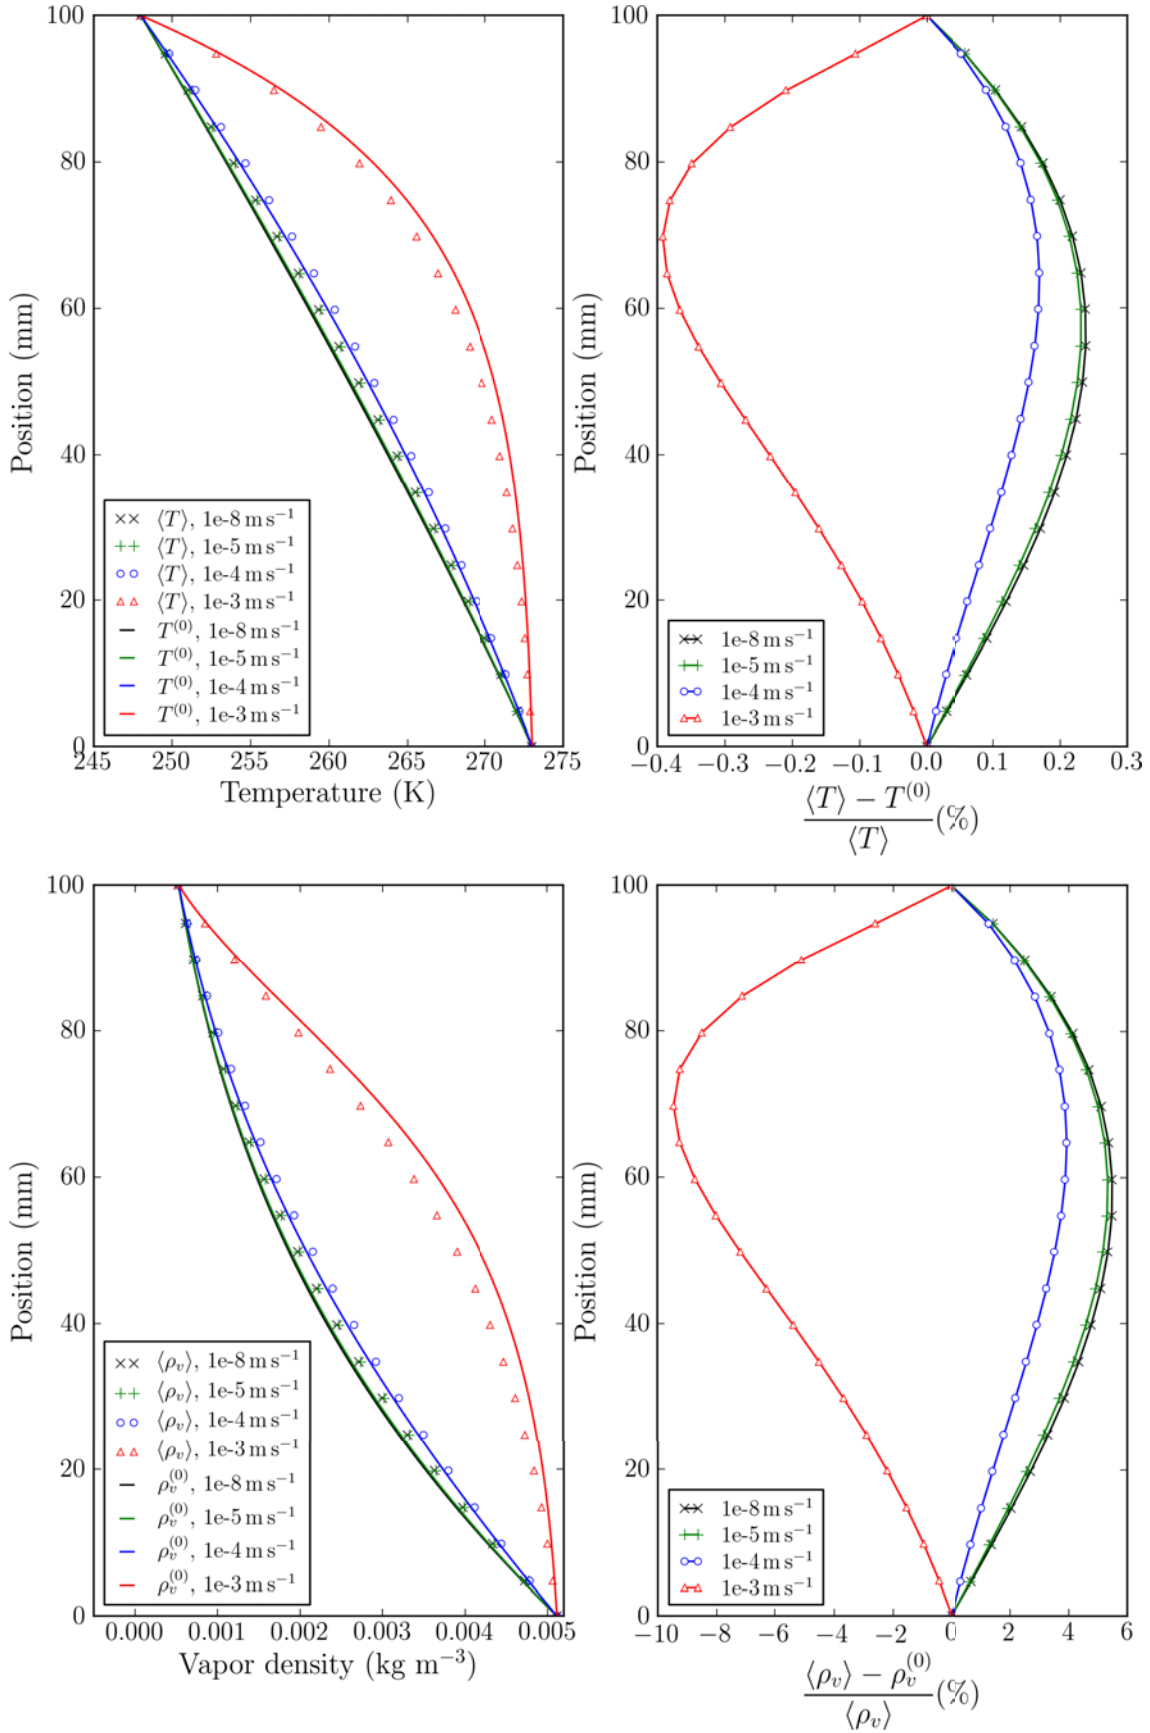 100
80
60
40
20
0
Position (mm)
⟨T⟩, 1e-8 m s⁻¹
⟨T⟩, 1e-5 m s⁻¹
⟨T⟩, 1e-4 m s⁻¹
⟨T⟩, 1e-3 m s⁻¹
T⁽⁰⁾, 1e-8 m s⁻¹
T⁽⁰⁾, 1e-5 m s⁻¹
T⁽⁰⁾, 1e-4 m s⁻¹
T⁽⁰⁾, 1e-3 m s⁻¹
245 250 255 260 265 270 275
Temperature (K)
100
80
60
40
20
0
Position (mm)
1e-8 m s⁻¹
1e-5 m s⁻¹
1e-4 m s⁻¹
1e-3 m s⁻¹
−0.4 −0.3 −0.2 −0.1 0.0 0.1 0.2 0.3
⟨T⟩ − T⁽⁰⁾
(%)
⟨T⟩
100
80
60
40
20
0
Position (mm)
⟨ρᵥ⟩, 1e-8 m s⁻¹
⟨ρᵥ⟩, 1e-5 m s⁻¹
⟨ρᵥ⟩, 1e-4 m s⁻¹
⟨ρᵥ⟩, 1e-3 m s⁻¹
ρᵥ⁽⁰⁾, 1e-8 m s⁻¹
ρᵥ⁽⁰⁾, 1e-5 m s⁻¹
ρᵥ⁽⁰⁾, 1e-4 m s⁻¹
ρᵥ⁽⁰⁾, 1e-3 m s⁻¹
0.000 0.001 0.002 0.003 0.004 0.005
Vapor density (kg m⁻³)
100
80
60
40
20
0
Position (mm)
1e-8 m s⁻¹
1e-5 m s⁻¹
1e-4 m s⁻¹
1e-3 m s⁻¹
−10 −8 −6 −4 −2 0 2 4 6
⟨ρᵥ⟩ − ρᵥ⁽⁰⁾
(%)
⟨ρᵥ⟩